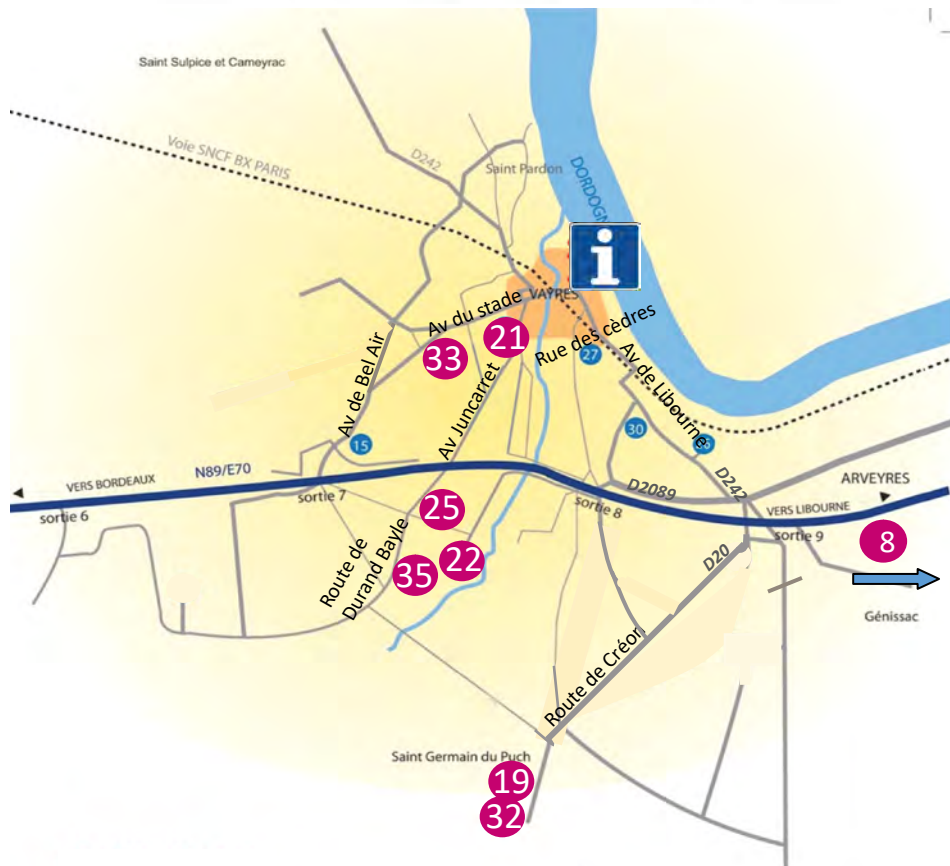 Saint Sulpice et Cameyrac
Voie SNCF BX PARIS
D242
Saint Pardon
DORDOGN
i
VAYRES
Av du stade
21
Rue des cèdres
33
27
Av de Bel Air
Av Juncarret
Av de Libourne
15
30
N89/E70
VERS BORDEAUX
sortie 6
sortie 7
sortie 8
D2089
D242
ARVEYRES
VERS LIBOURNE
sortie 9
8
25
Route de
Durand Bayle
35
22
D20
Génissac
Route de Créon
Saint Germain du Puch
19
32